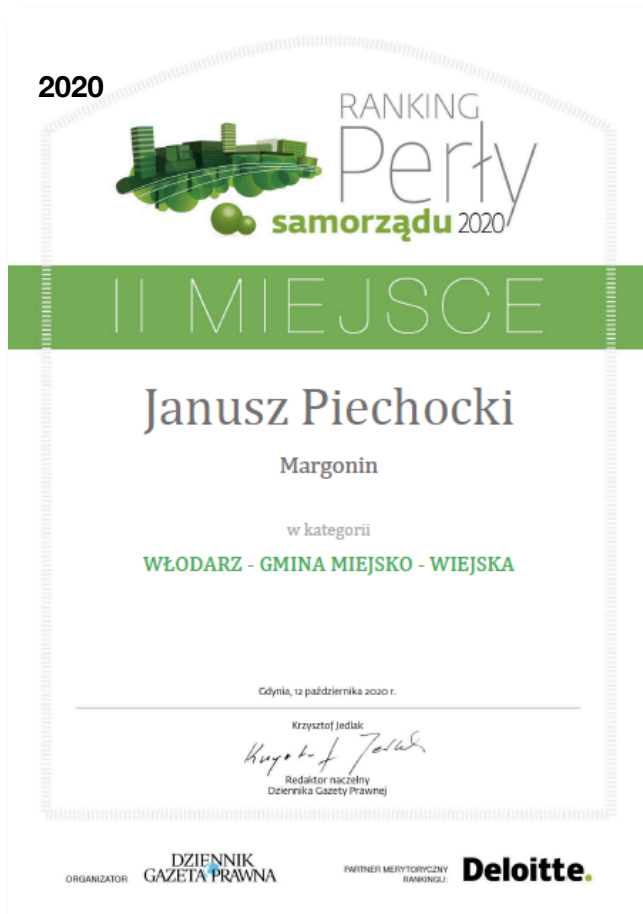 2020
RANKING
Perły
samorządu 2020
II MIEJSCE
Janusz Piechocki
Margonin
w kategorii
WŁODARZ - GMINA MIEJSKO - WIEJSKA
Gdynia, 12 października 2020 r.
Krzysztof Jedlak
Redaktor naczelny
Dziennika Gazety Prawnej
ORGANIZATOR
DZIENNIK
GAZETA PRAWNA
PARTNER MERYTORYCZNY
RANKINGU:
Deloitte.